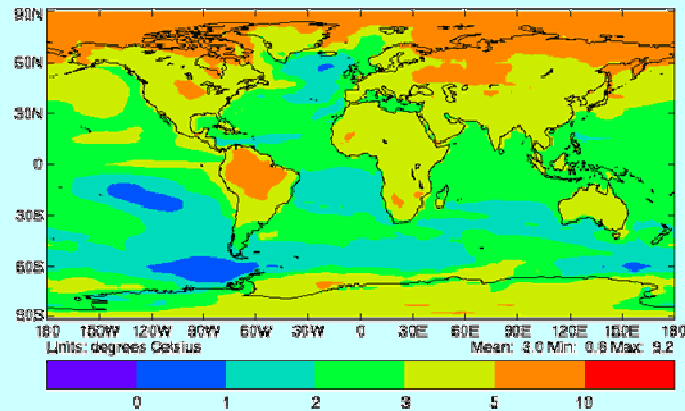 90N
60N
30N
0
30S
60S
90S
180 150W 120W 90W 60W 30W 0 30E 60E 90E 120E 150E 180
Units: degrees Celsius Mean: 3.0 Min: 0.6 Max: 9.2
0 1 2 3 5 10